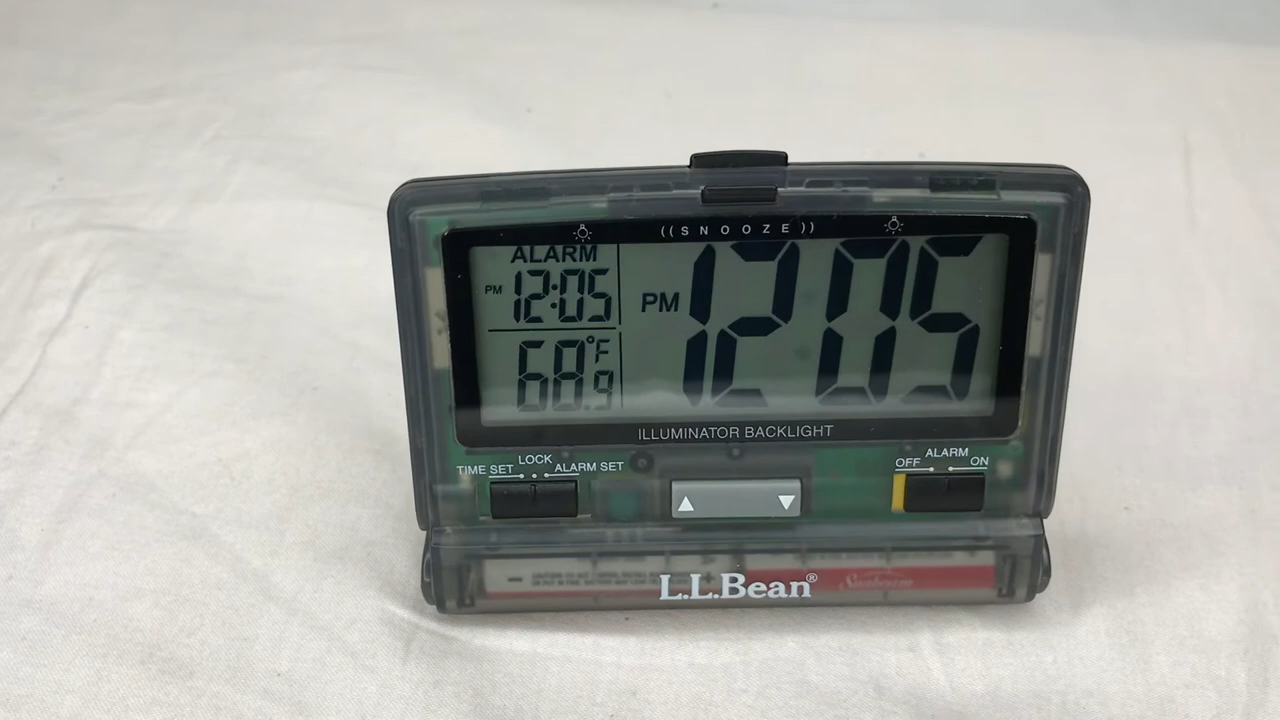 ((SNOOZE))
ALARM
PM 12:05
PM 12 05
68.9°F
ILLUMINATOR BACKLIGHT
TIME SET LOCK ALARM SET
ALARM
OFF ON
L.L.Bean®
Sunbeam